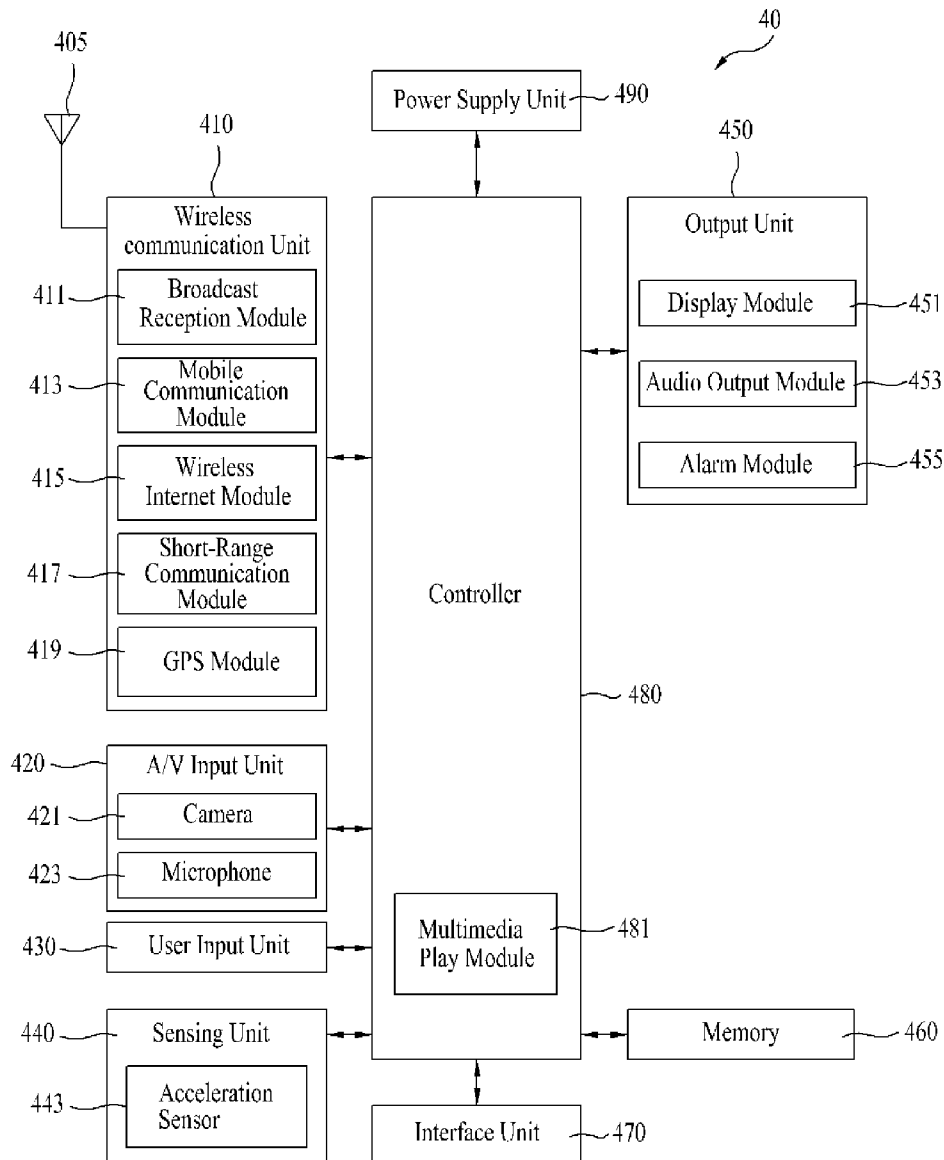 40
405
Power Supply Unit
490
410
450
Wireless
communication Unit
411
Broadcast
Reception Module
413
Mobile
Communication
Module
415
Wireless
Internet Module
417
Short-Range
Communication
Module
419
GPS Module
Output Unit
Display Module
451
Audio Output Module
453
Alarm Module
455
Controller
480
420
A/V Input Unit
421
Camera
423
Microphone
430
User Input Unit
Multimedia
Play Module
481
440
Sensing Unit
443
Acceleration
Sensor
Memory
460
Interface Unit
470